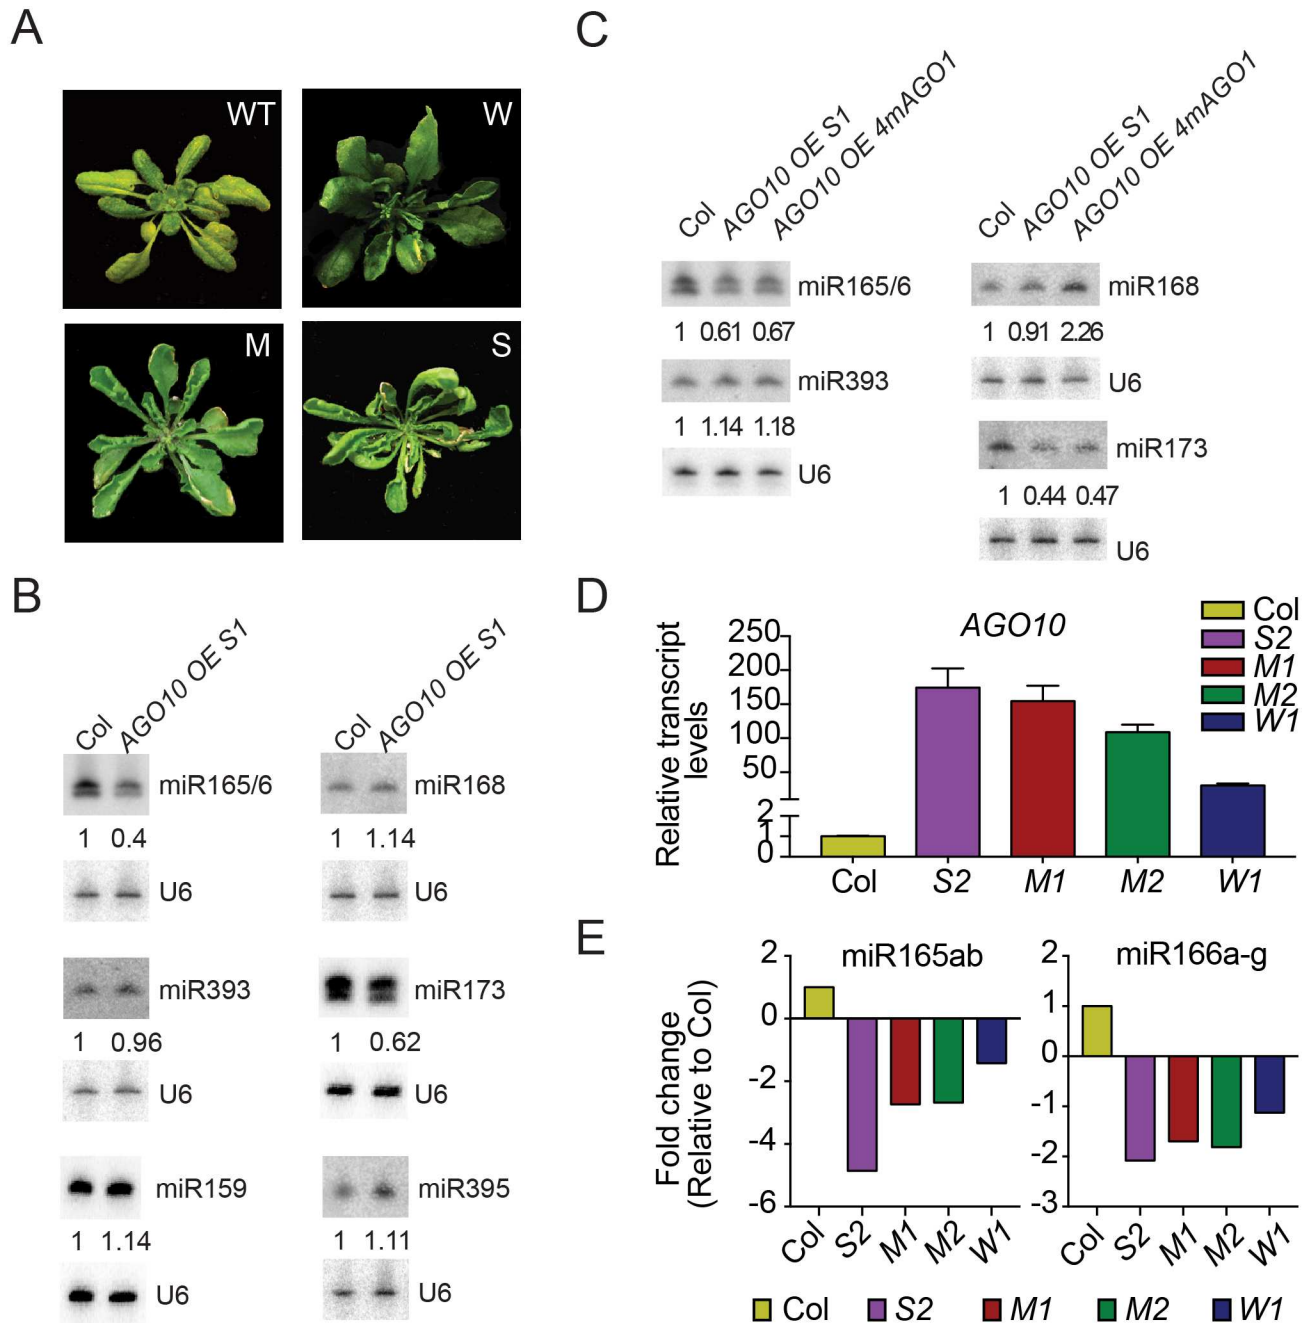 A
WT
W
M
S
B
Col
AGO10 OE S1
miR165/6
1 0.4
U6
miR393
1 0.96
U6
miR159
1 1.14
U6
Col
AGO10 OE S1
miR168
1 1.14
U6
miR173
1 0.62
U6
miR395
1 1.11
U6
C
Col
AGO10 OE S1
AGO10 OE 4mAGO1
miR165/6
1 0.61 0.67
miR393
1 1.14 1.18
U6
Col
AGO10 OE S1
AGO10 OE 4mAGO1
miR168
1 0.91 2.26
U6
miR173
1 0.44 0.47
U6
D
AGO10
Relative transcript
levels
250
200
150
100
50
2
1
0
Col S2 M1 M2 W1
Col
S2
M1
M2
W1
E
Fold change
(Relative to Col)
miR165ab
2
0
-2
-4
-6
Col S2 M1 M2 W1
miR166a-g
2
1
0
-1
-2
-3
Col S2 M1 M2 W1
Col S2 M1 M2 W1